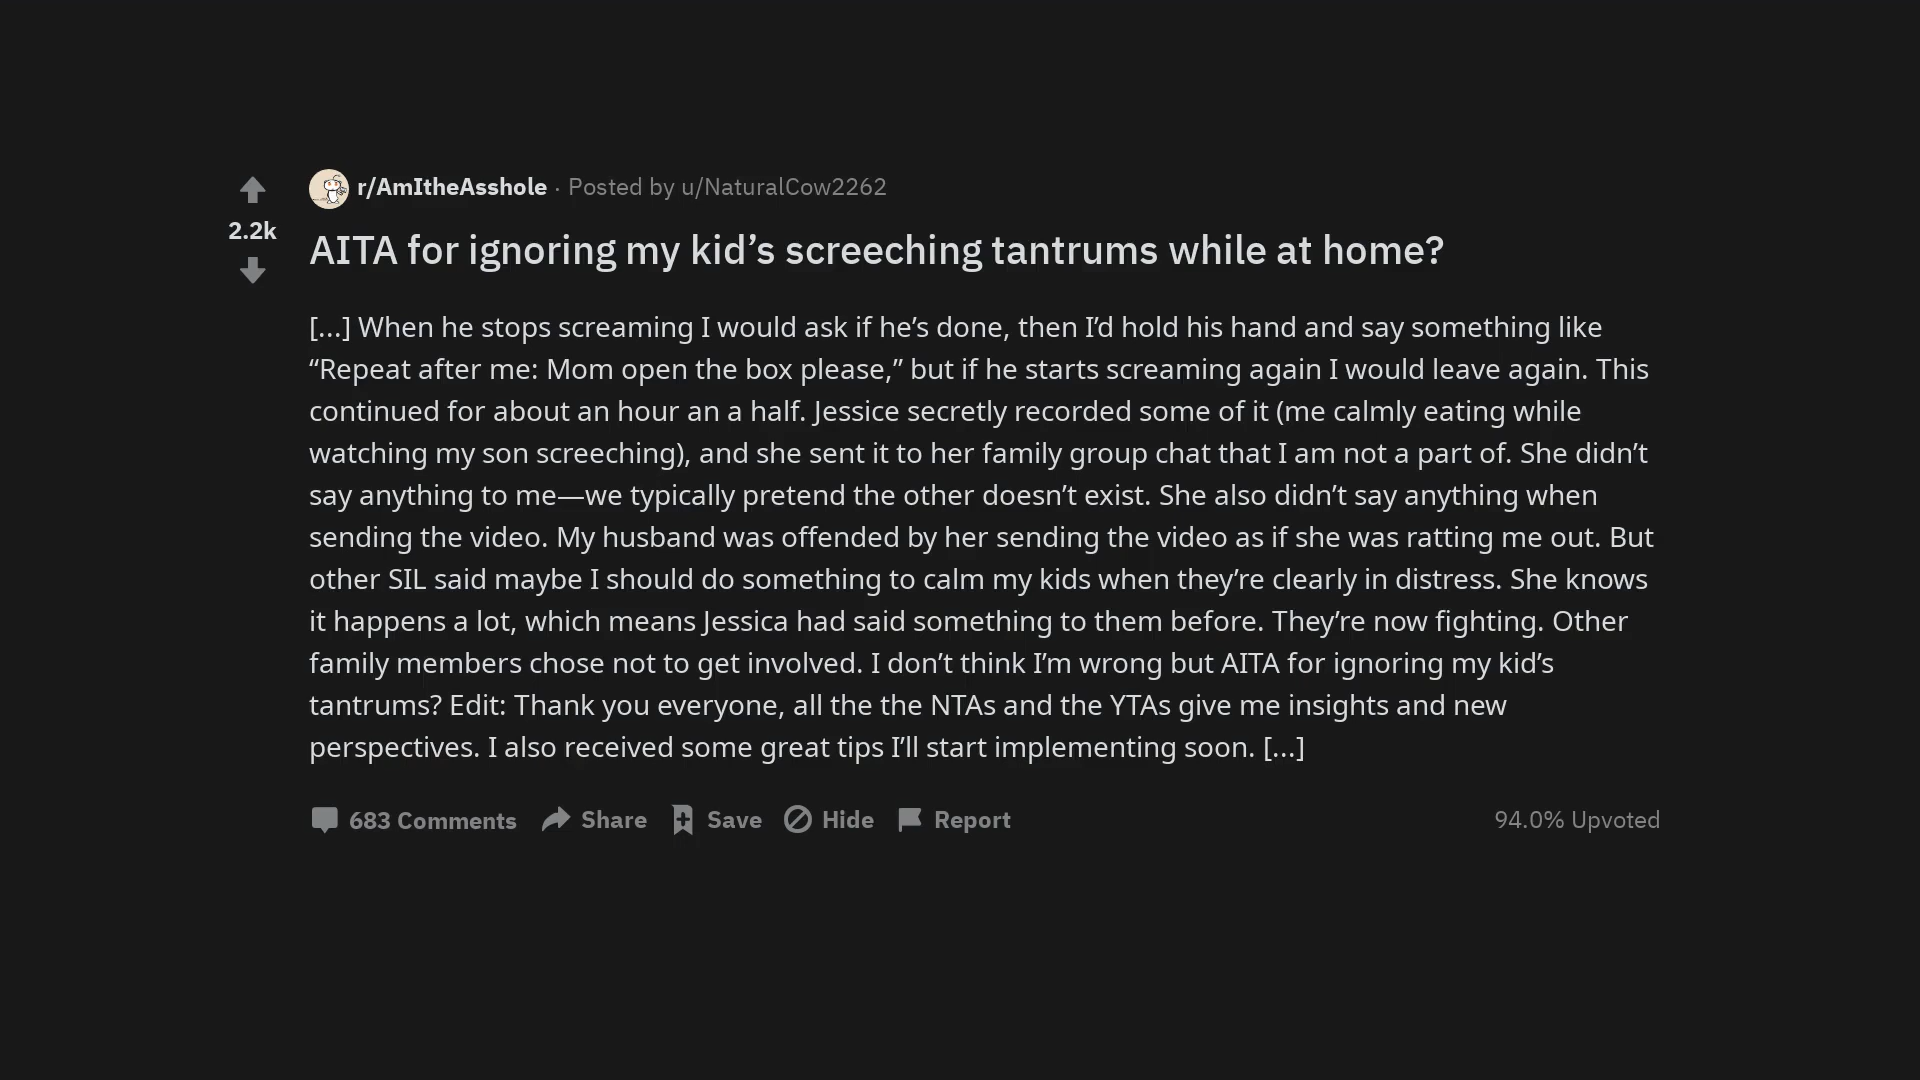 r/AmItheAsshole · Posted by u/NaturalCow2262
2.2k
AITA for ignoring my kid’s screeching tantrums while at home?
[...] When he stops screaming I would ask if he’s done, then I’d hold his hand and say something like
“Repeat after me: Mom open the box please,” but if he starts screaming again I would leave again. This
continued for about an hour an a half. Jessice secretly recorded some of it (me calmly eating while
watching my son screeching), and she sent it to her family group chat that I am not a part of. She didn’t
say anything to me—we typically pretend the other doesn’t exist. She also didn’t say anything when
sending the video. My husband was offended by her sending the video as if she was ratting me out. But
other SIL said maybe I should do something to calm my kids when they’re clearly in distress. She knows
it happens a lot, which means Jessica had said something to them before. They’re now fighting. Other
family members chose not to get involved. I don’t think I’m wrong but AITA for ignoring my kid’s
tantrums? Edit: Thank you everyone, all the the NTAs and the YTAs give me insights and new
perspectives. I also received some great tips I’ll start implementing soon. [...]
683 Comments Share Save Hide Report 94.0% Upvoted